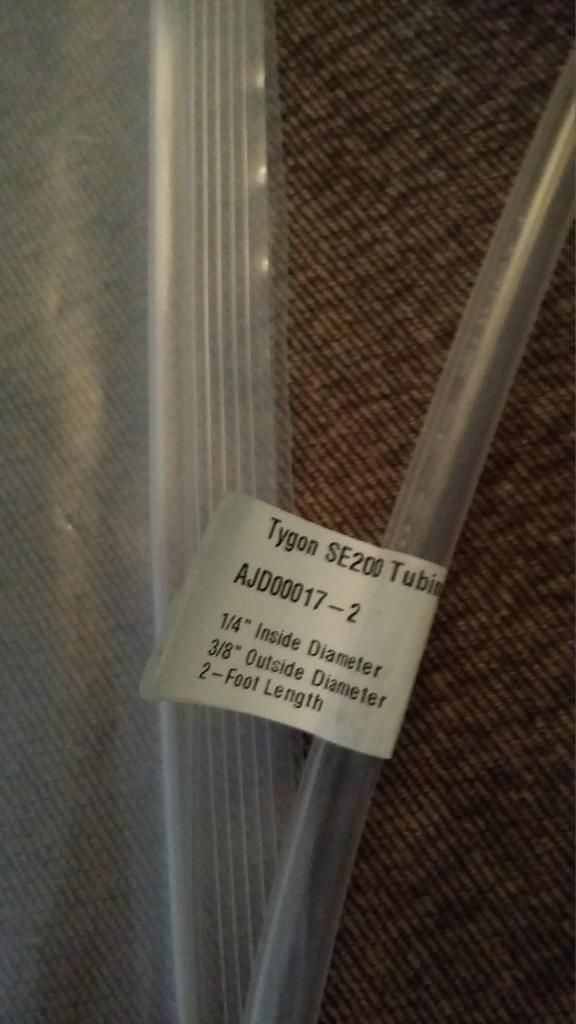 Tygon SE200 Tubin
AJD00017-2
1/4" Inside Diameter
3/8" Outside Diameter
2-Foot Length